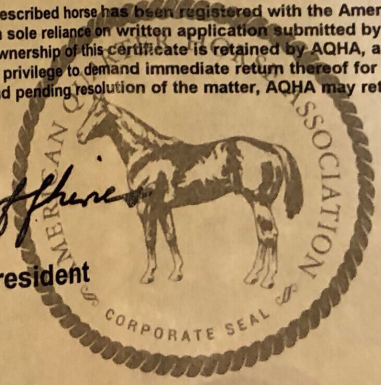 escribed horse has been registered with the Amer
sole reliance on written application submitted by
wnership of this certificate is retained by AQHA, a
privilege to demand immediate return thereof for
d pending resolution of the matter, AQHA may ret
AMERICAN QUARTER HORSE ASSOCIATION
resident
CORPORATE SEAL